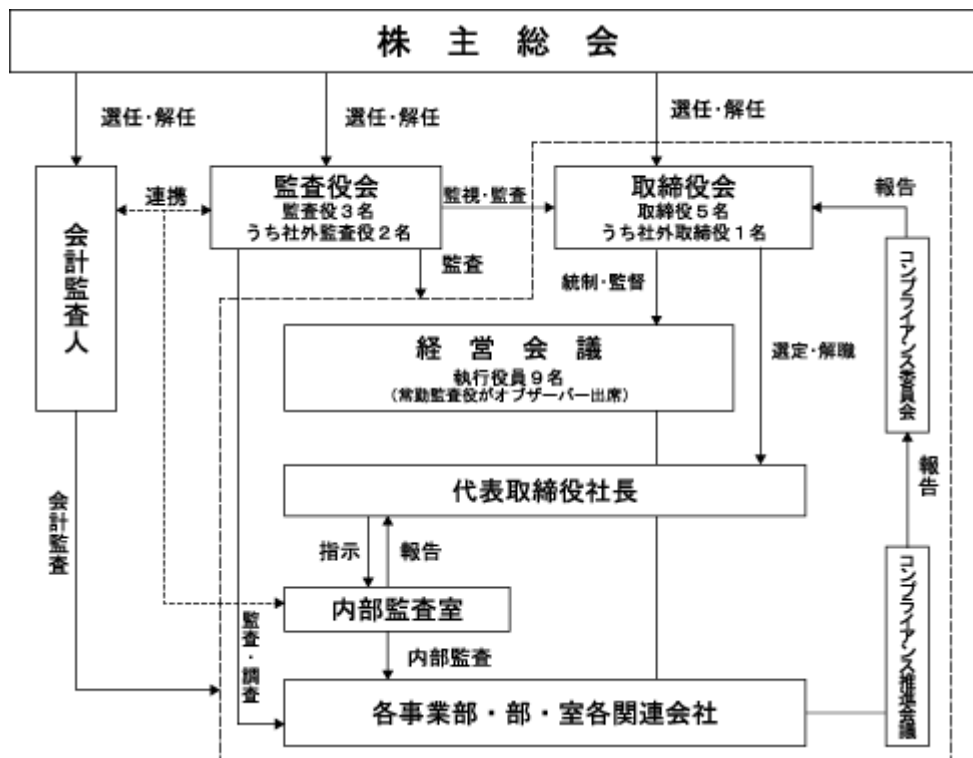 株主総会
選任・解任
選任・解任
選任・解任
監査役会
監査役3名
うち社外監査役2名
連携
監視・監査
取締役会
取締役5名
うち社外取締役1名
報告
会計監査人
監査
統制・監督
コンプライアンス委員会
経営会議
執行役員9名
(常勤監査役がオブザーバー出席)
選定・解職
代表取締役社長
報告
会計監査
指示
報告
内部監査室
監査・調査
内部監査
コンプライアンス推進会議
各事業部・部・室各関連会社